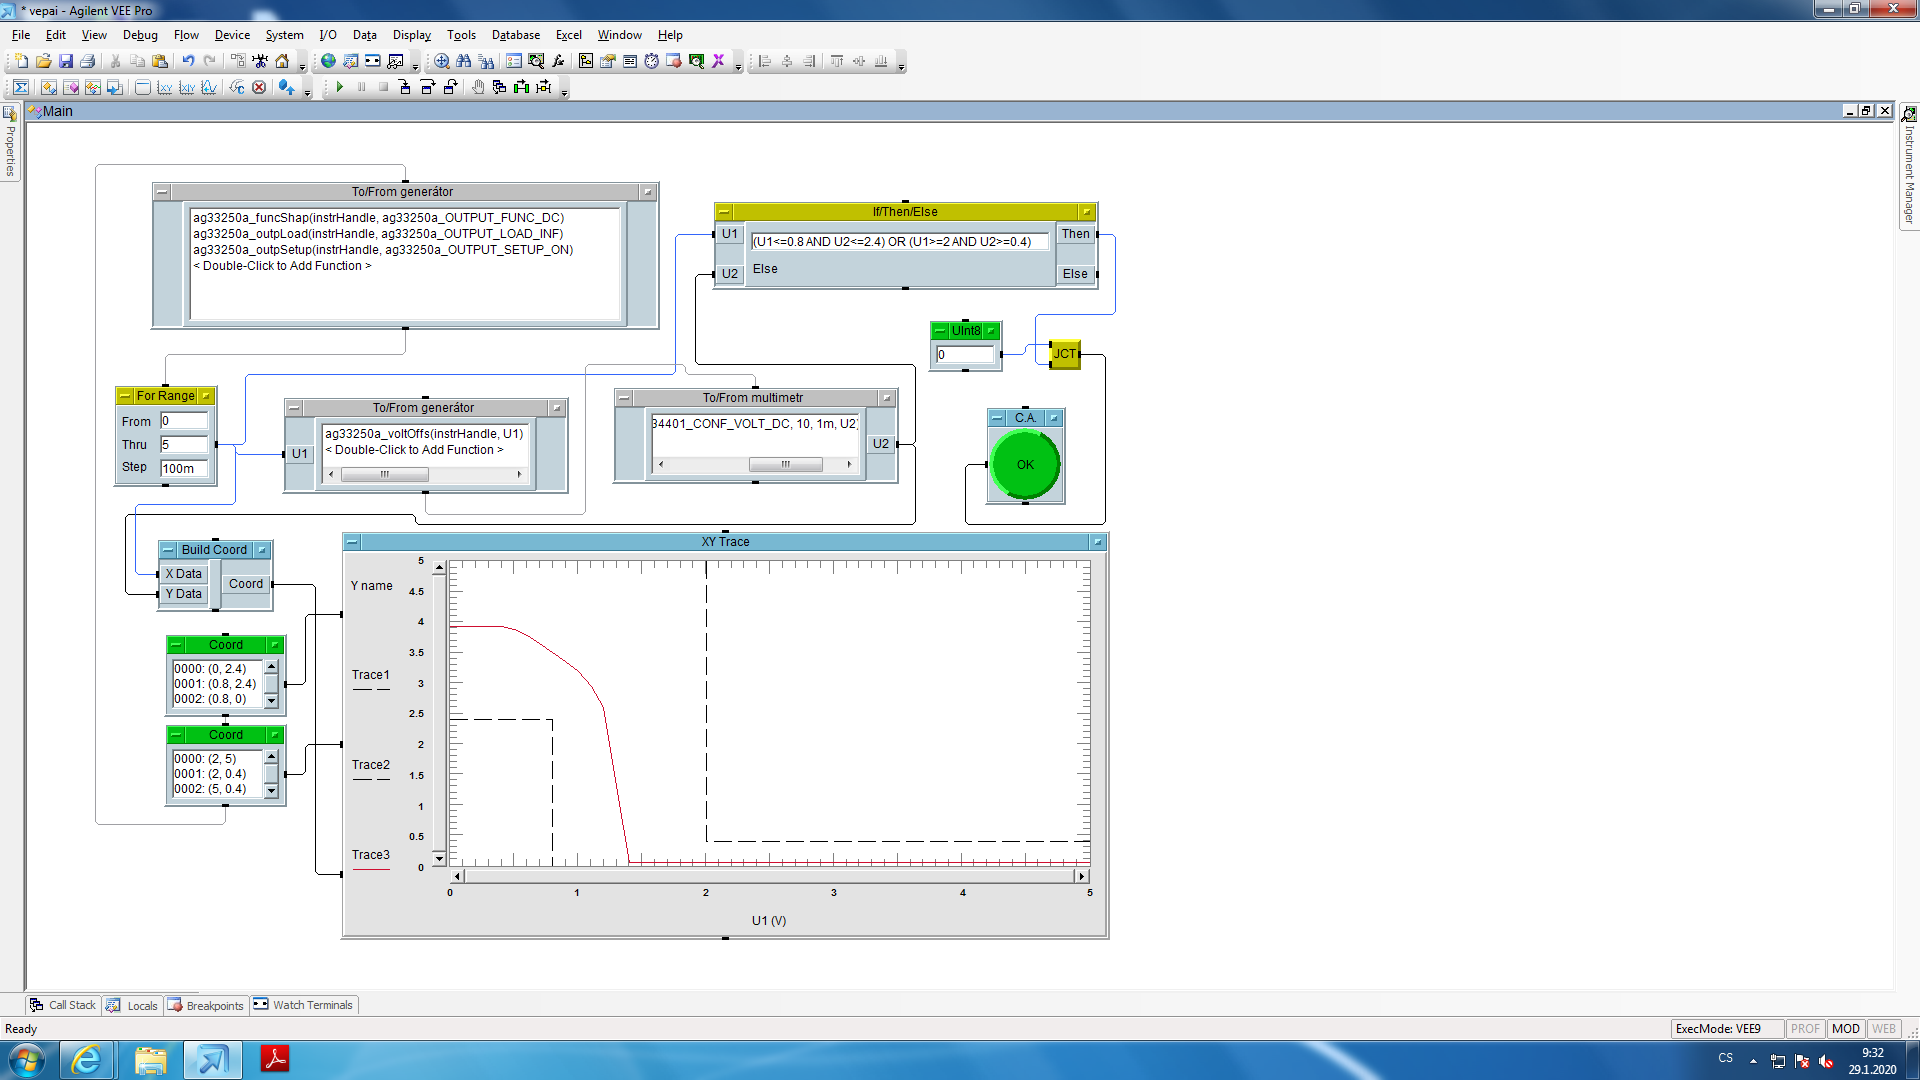 * vepai - Agilent VEE Pro
File Edit View Debug Flow Device System I/O Data Display Tools Database Excel Window Help
Main
Properties
Instrument Manager
To/From generátor
ag33250a_funcShap(instrHandle, ag33250a_OUTPUT_FUNC_DC)
ag33250a_outpLoad(instrHandle, ag33250a_OUTPUT_LOAD_INF)
ag33250a_outpSetup(instrHandle, ag33250a_OUTPUT_SETUP_ON)
< Double-Click to Add Function >
If/Then/Else
U1
(U1<=0.8 AND U2<=2.4) OR (U1>=2 AND U2>=0.4)
Then
U2
Else
Else
UInt8
0
JCT
For Range
From 0
Thru 5
Step 100m
To/From generátor
U1
ag33250a_voltOffs(instrHandle, U1)
< Double-Click to Add Function >
To/From multimetr
34401_CONF_VOLT_DC, 10, 1m, U2)
U2
C.A.
OK
Build Coord
X Data
Y Data
Coord
Coord
0000: (0, 2.4)
0001: (0.8, 2.4)
0002: (0.8, 0)
Coord
0000: (2, 5)
0001: (2, 0.4)
0002: (5, 0.4)
XY Trace
Y name
Trace1
Trace2
Trace3
5
4.5
4
3.5
3
2.5
2
1.5
1
0.5
0
0 1 2 3 4 5
U1 (V)
Call Stack Locals Breakpoints Watch Terminals
Ready
ExecMode: VEE9 PROF MOD WEB
CS
9:32
29.1.2020